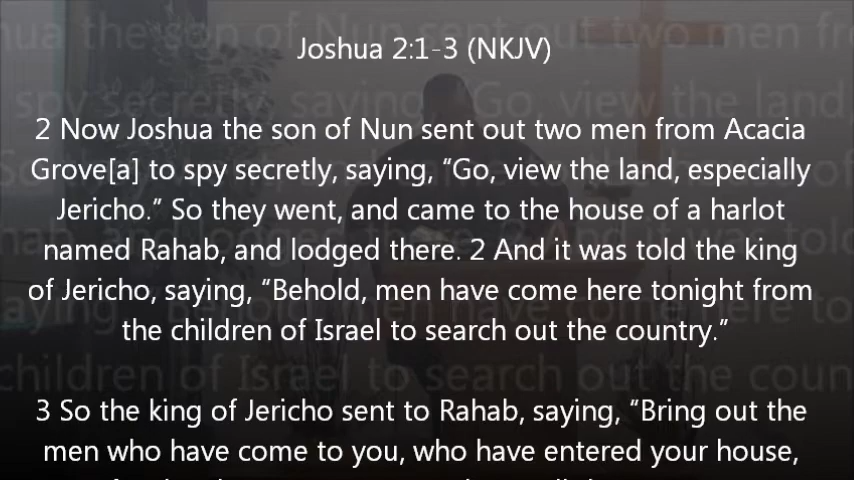 Joshua 2:1-3 (NKJV)
2 Now Joshua the son of Nun sent out two men from Acacia
Grove[a] to spy secretly, saying, “Go, view the land, especially
Jericho.” So they went, and came to the house of a harlot
named Rahab, and lodged there. 2 And it was told the king
of Jericho, saying, “Behold, men have come here tonight from
the children of Israel to search out the country.”
3 So the king of Jericho sent to Rahab, saying, “Bring out the
men who have come to you, who have entered your house,